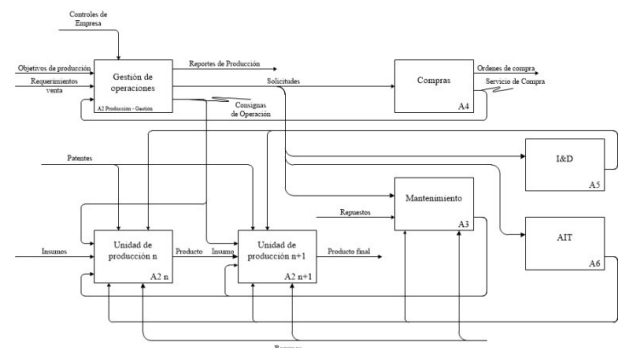 Controles de
Empresa
Objetivos de producción
Requerimientos
venta
Gestión de
operaciones
A2 Produccion - Gestión
Reportes de Producción
Solicitudes
Consignas
de Operación
Compras
A4
Ordenes de compra
Servicio de Compra
I&D
A5
Patentes
Mantenimiento
A3
Repuestos
AIT
A6
Insumos
Unidad de
producción n
A2 n
Producto
Insumo
Unidad de
producción n+1
A2 n+1
Producto final